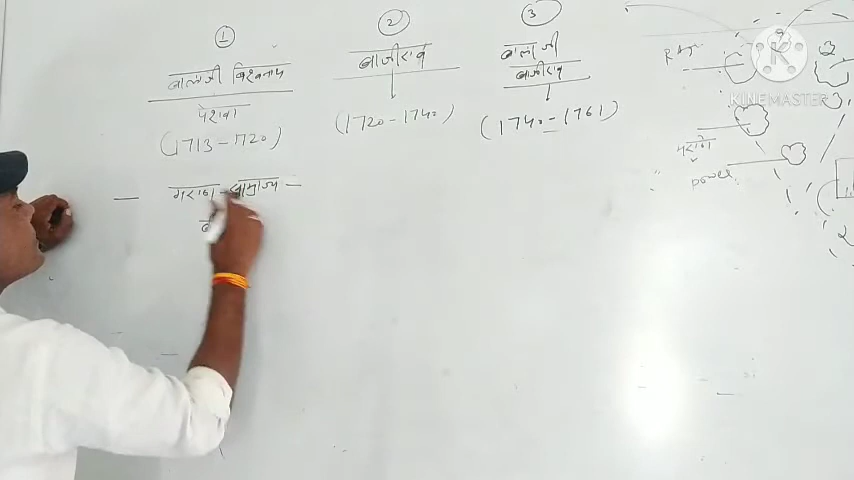 1
बालाजी विश्वनाथ
पेशवा
(1713 - 1720)
मराठा साम्राज्य -
2
बाजीराव
(1720 - 1740)
3
बालाजी
बाजीराव
(1740 - 1761)
मराठा
power
K
KINEMASTER